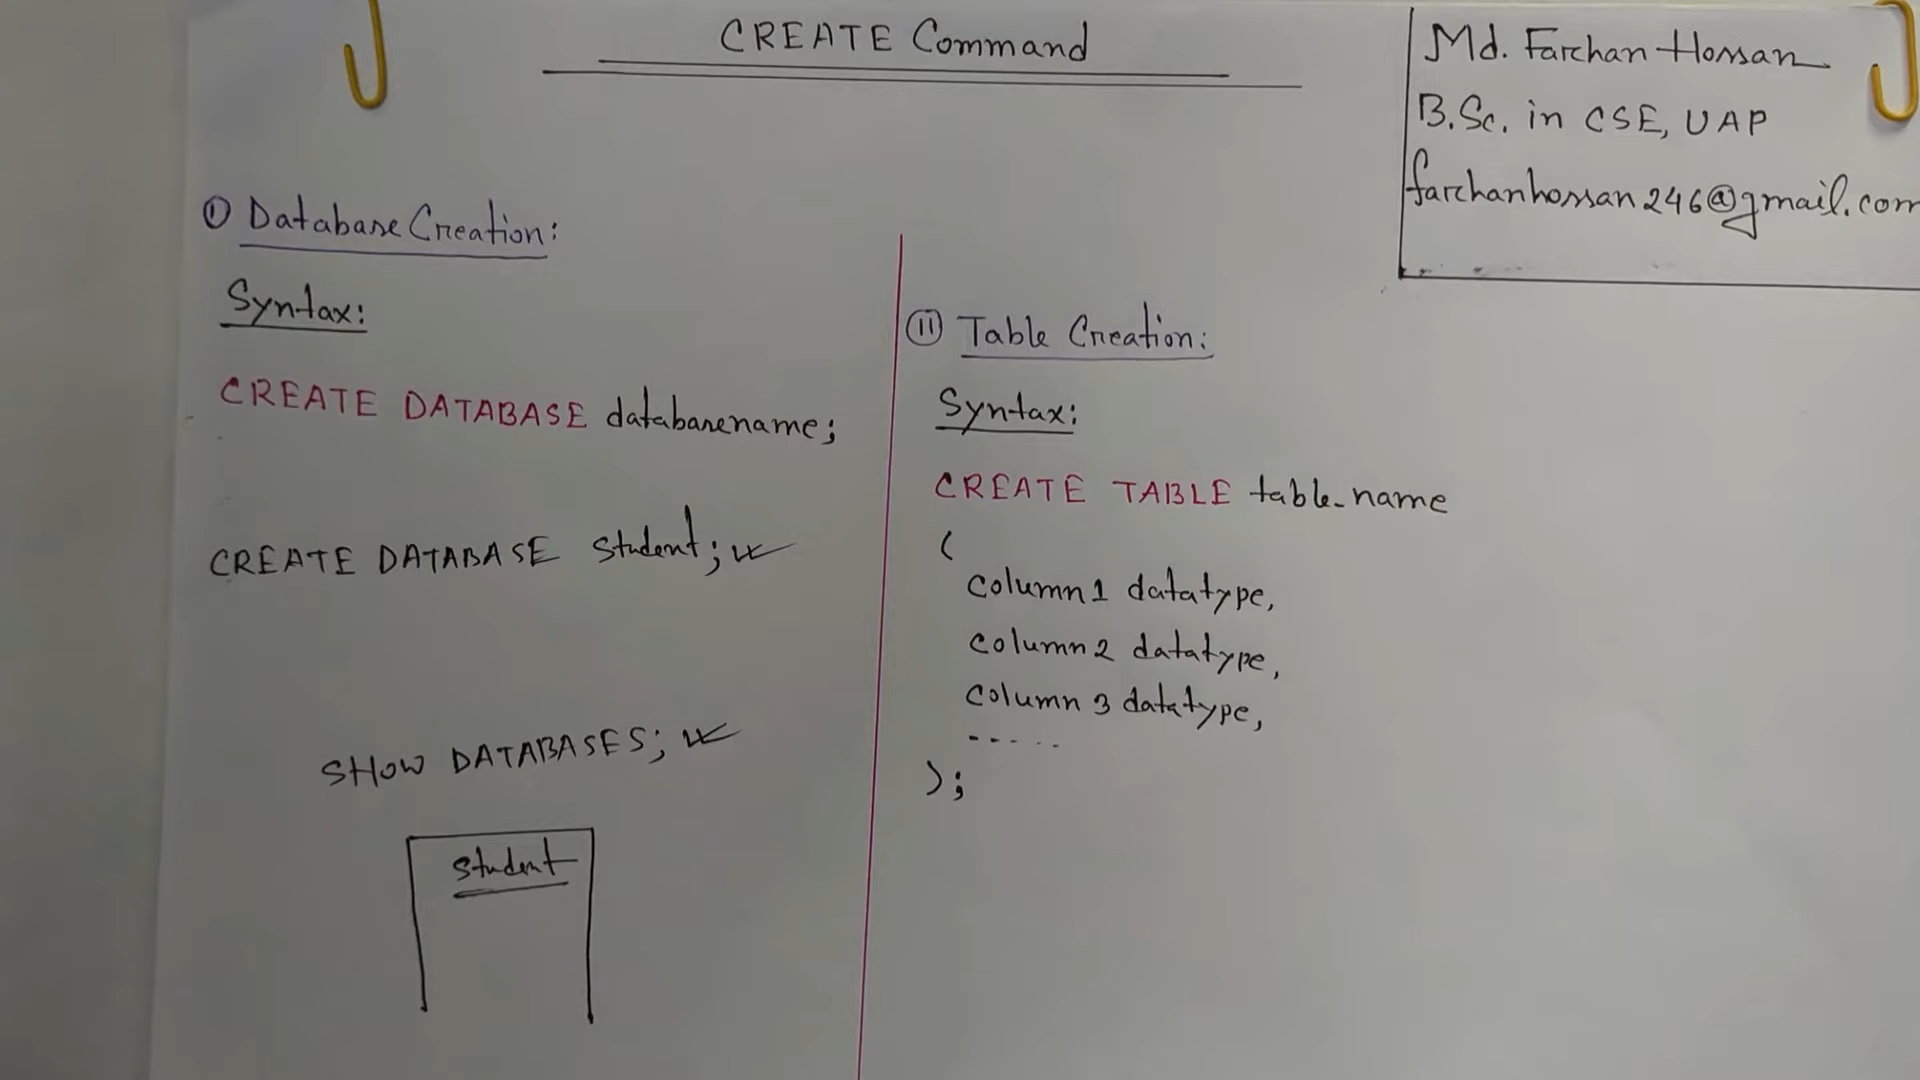 CREATE Command
Md. Farhan Hossan
B.Sc. in CSE, UAP
farhanhossan246@gmail.com
① Database Creation:
Syntax:
CREATE DATABASE databasename;
CREATE DATABASE student;
SHOW DATABASES;
student
⑪ Table Creation:
Syntax:
CREATE TABLE table_name
(
column1 datatype,
column2 datatype,
column3 datatype,
-----
);